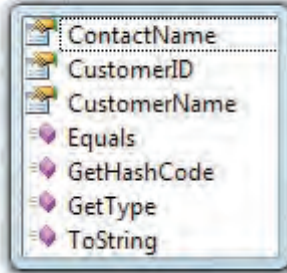 ContactName
CustomerID
CustomerName
Equals
GetHashCode
GetType
ToString